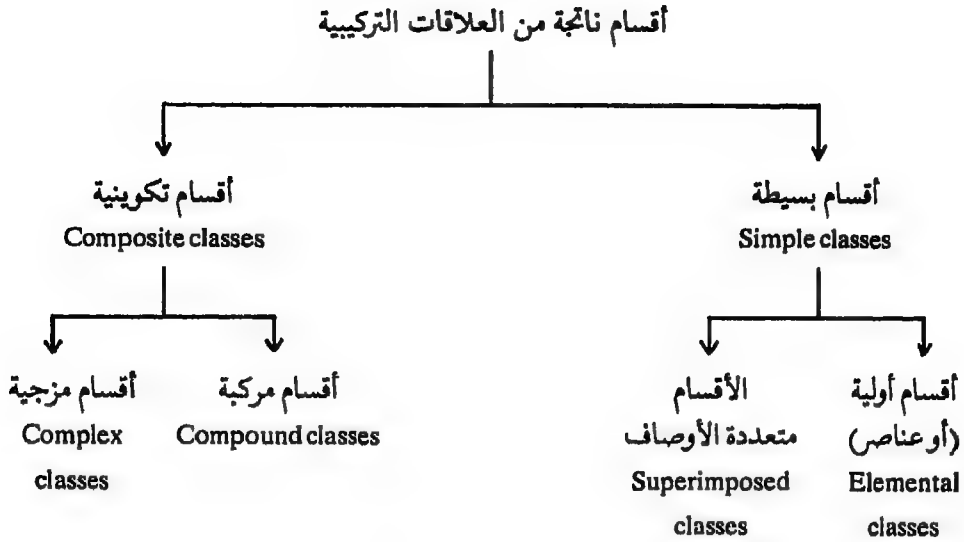 أقسام ناتجة من العلاقات التركيبية
أقسام بسيطة
Simple classes
أقسام تكوينية
Composite classes
أقسام أولية
(أو عناصر)
Elemental
classes
الأقسام
متعددة الأوصاف
Superimposed
classes
أقسام مركبة
Compound classes
أقسام مزجية
Complex
classes